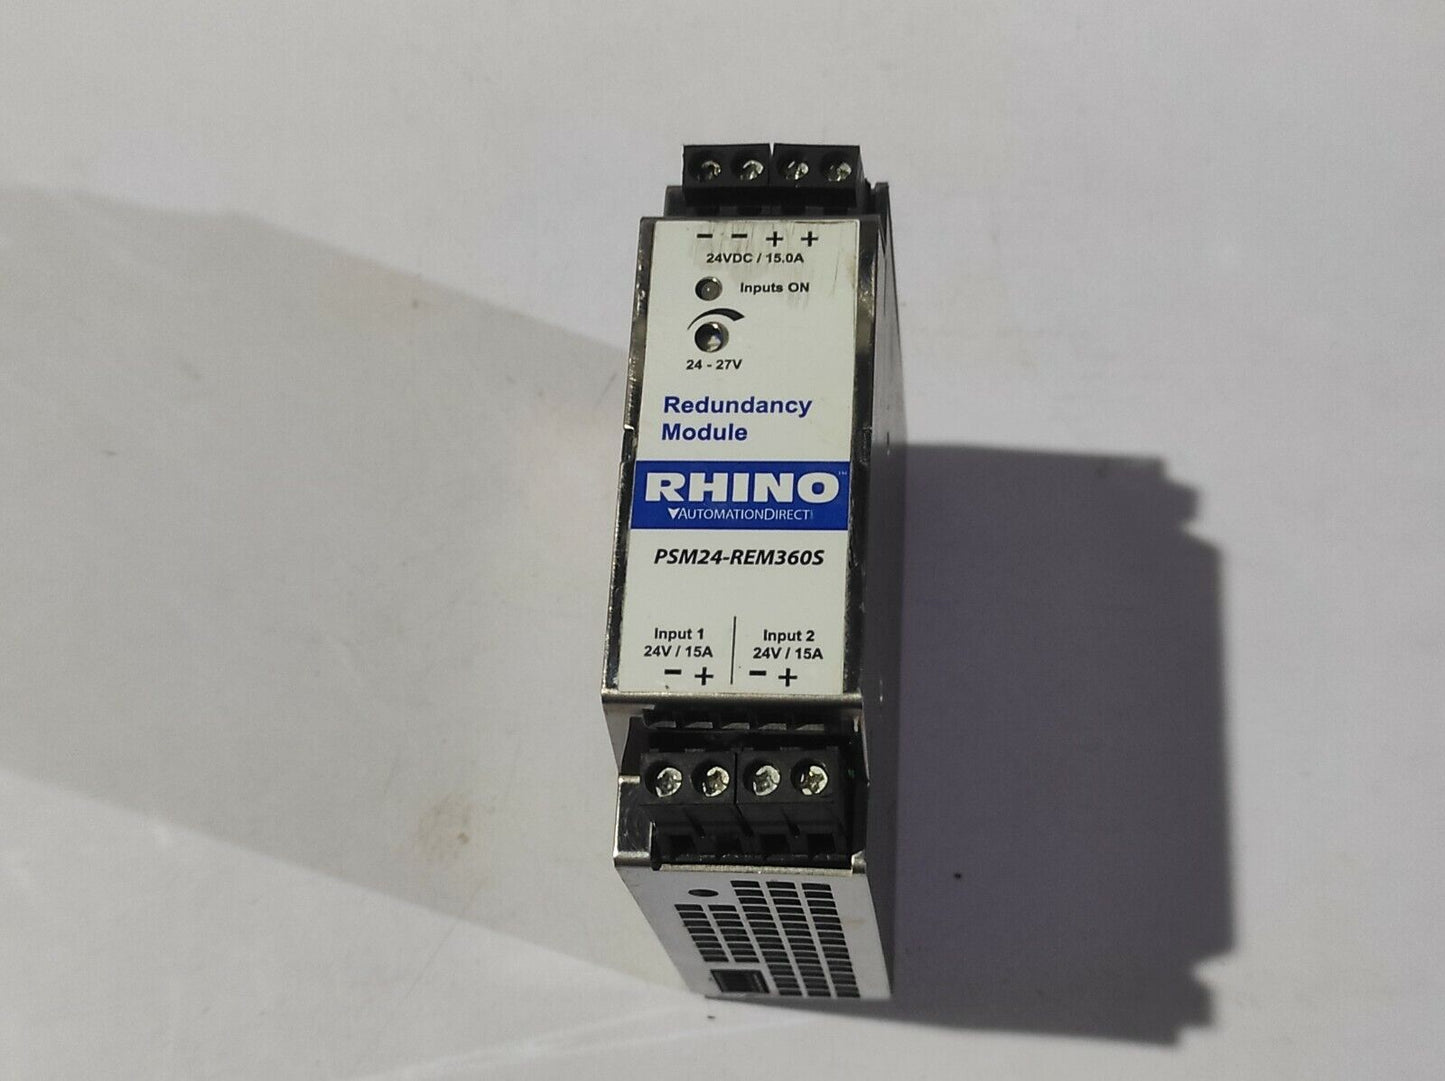 − − + +
24VDC / 15.0A
Inputs ON
24 - 27V
Redundancy
Module
RHINO™
AUTOMATIONDIRECT
PSM24-REM360S
Input 1 Input 2
24V / 15A 24V / 15A
− + − +